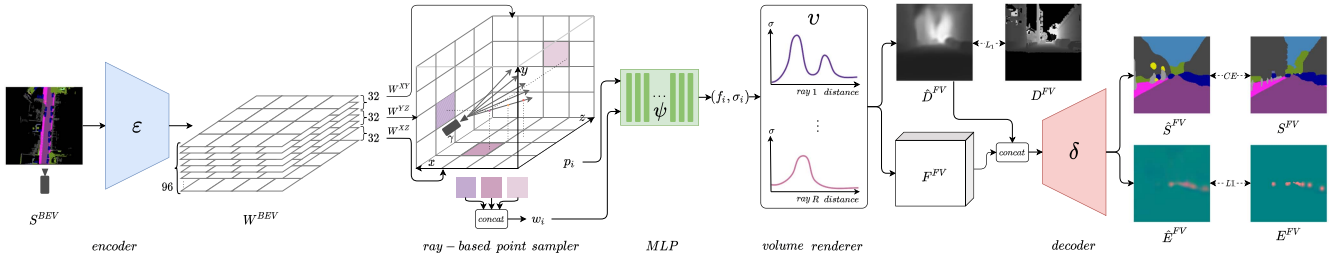 S^{BEV}
ε
encoder
96
W^{BEV}
32
32
32
W^{XY}
W^{YZ}
W^{XZ}
y
z
x
γ
concat
w_i
p_i
ray – based point sampler
...
ψ
MLP
(f_i, σ_i)
υ
σ
ray 1 distance
⋮
σ
ray R distance
volume renderer
D̂^{FV}
L_1
D^{FV}
F^{FV}
concat
δ
decoder
CE
Ŝ^{FV}
S^{FV}
L1
Ê^{FV}
E^{FV}